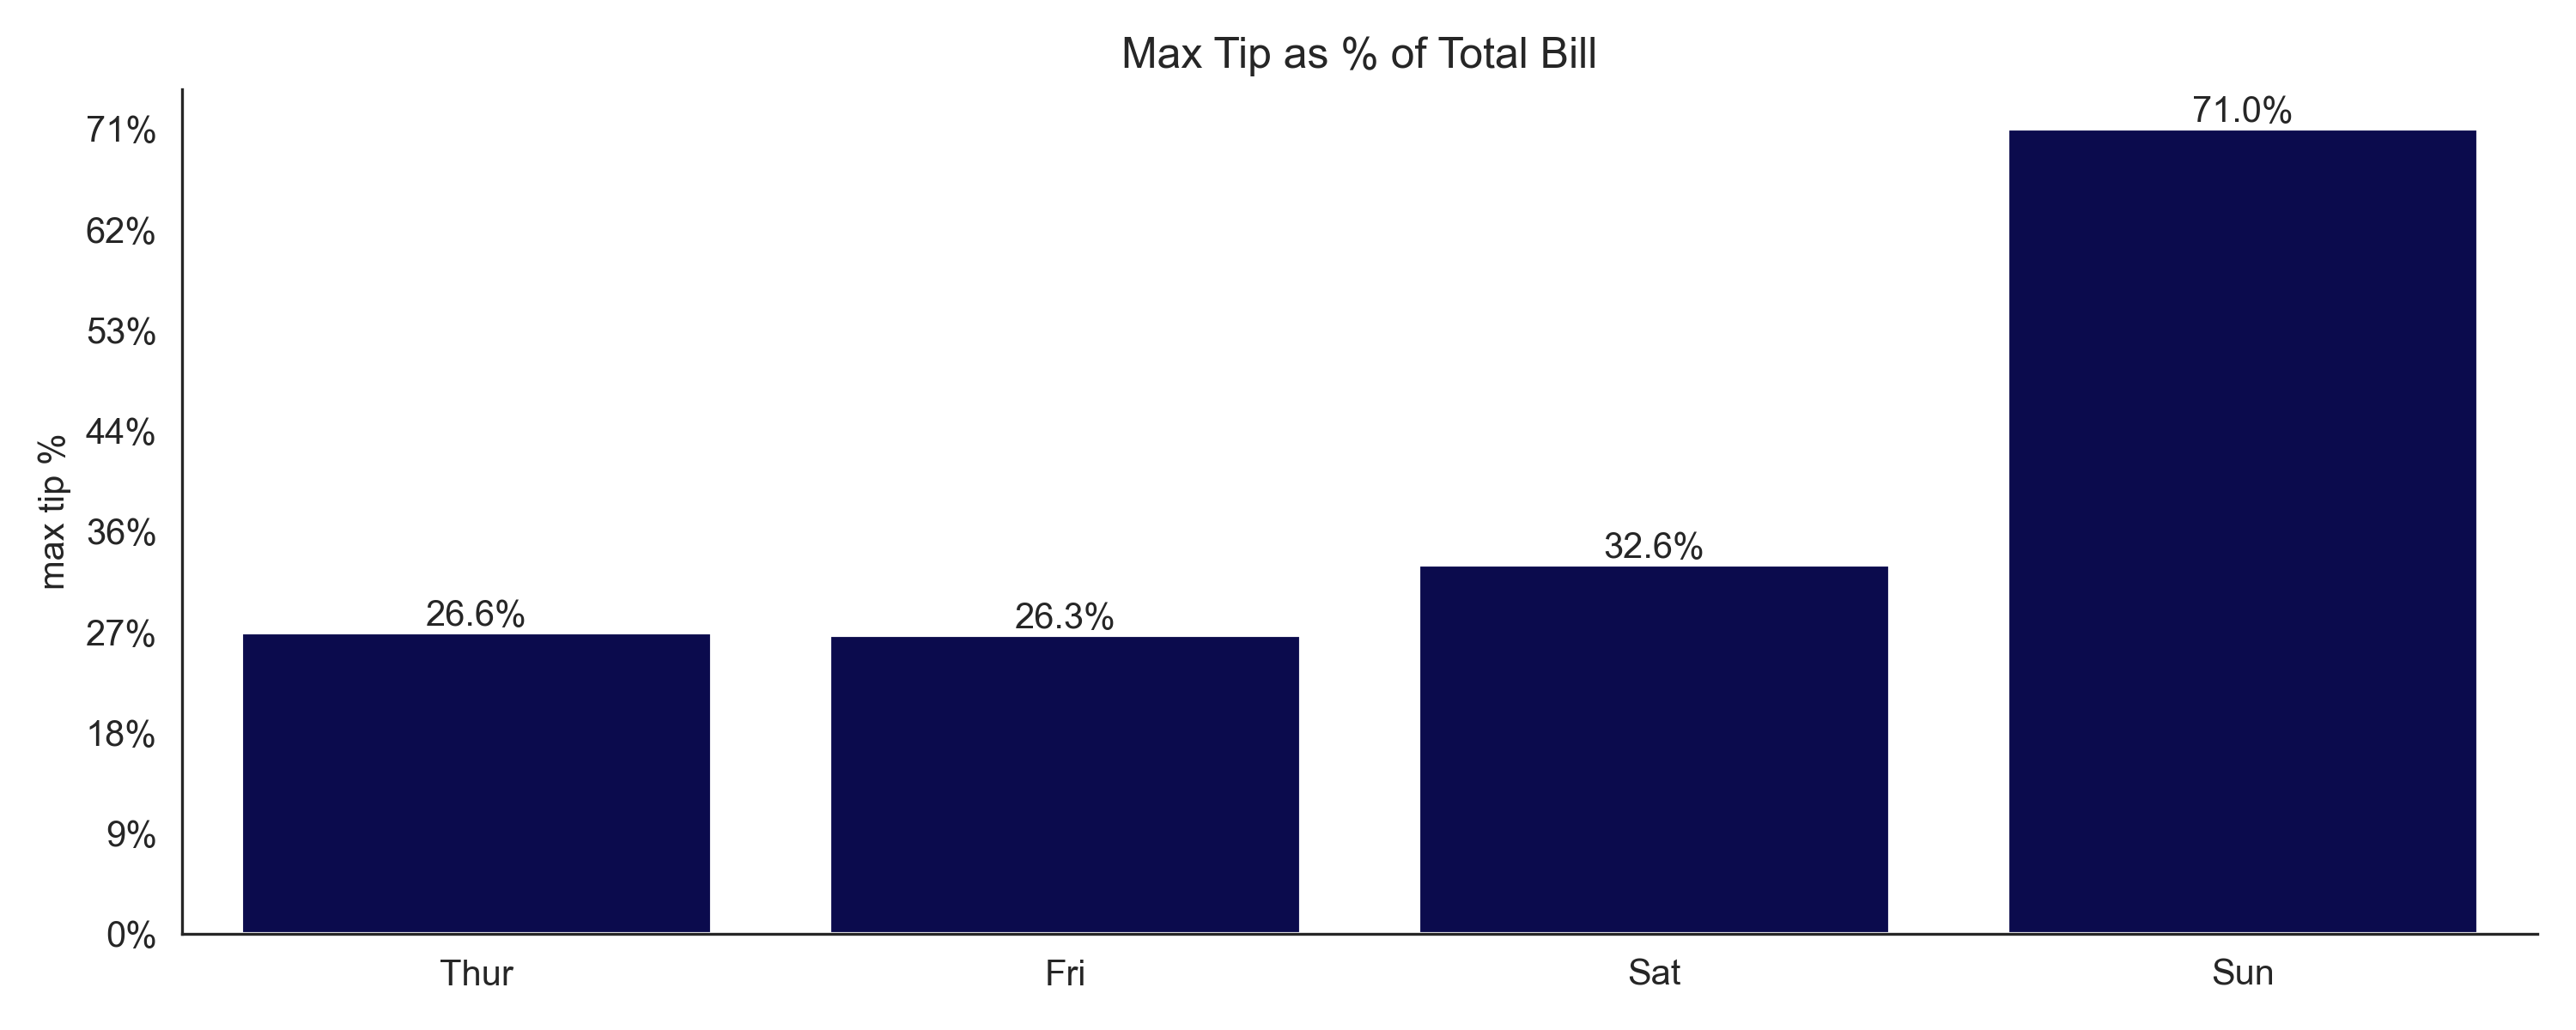 Max Tip as % of Total Bill
max tip %
71%
62%
53%
44%
36%
27%
18%
9%
0%
26.6%
26.3%
32.6%
71.0%
Thur
Fri
Sat
Sun